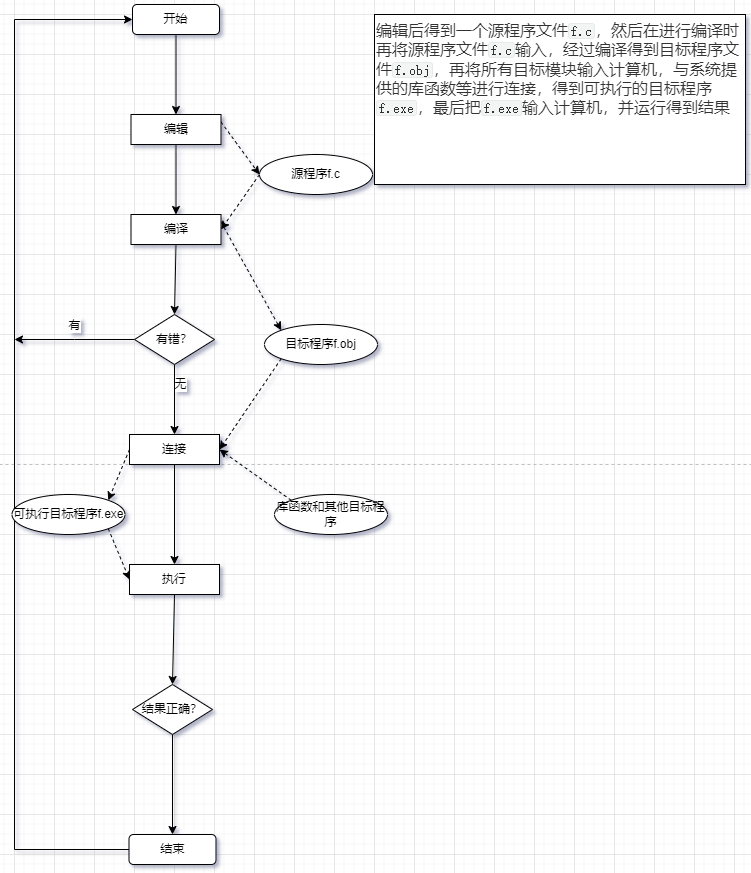 开始
编辑后得到一个源程序文件f.c，然后在进行编译时
再将源程序文件f.c输入，经过编译得到目标程序文
件f.obj，再将所有目标模块输入计算机，与系统提
供的库函数等进行连接，得到可执行的目标程序
f.exe，最后把f.exe输入计算机，并运行得到结果
编辑
源程序f.c
编译
有
有错?
目标程序f.obj
无
连接
可执行目标程序f.exe
库函数和其他目标程
序
执行
结果正确?
结束